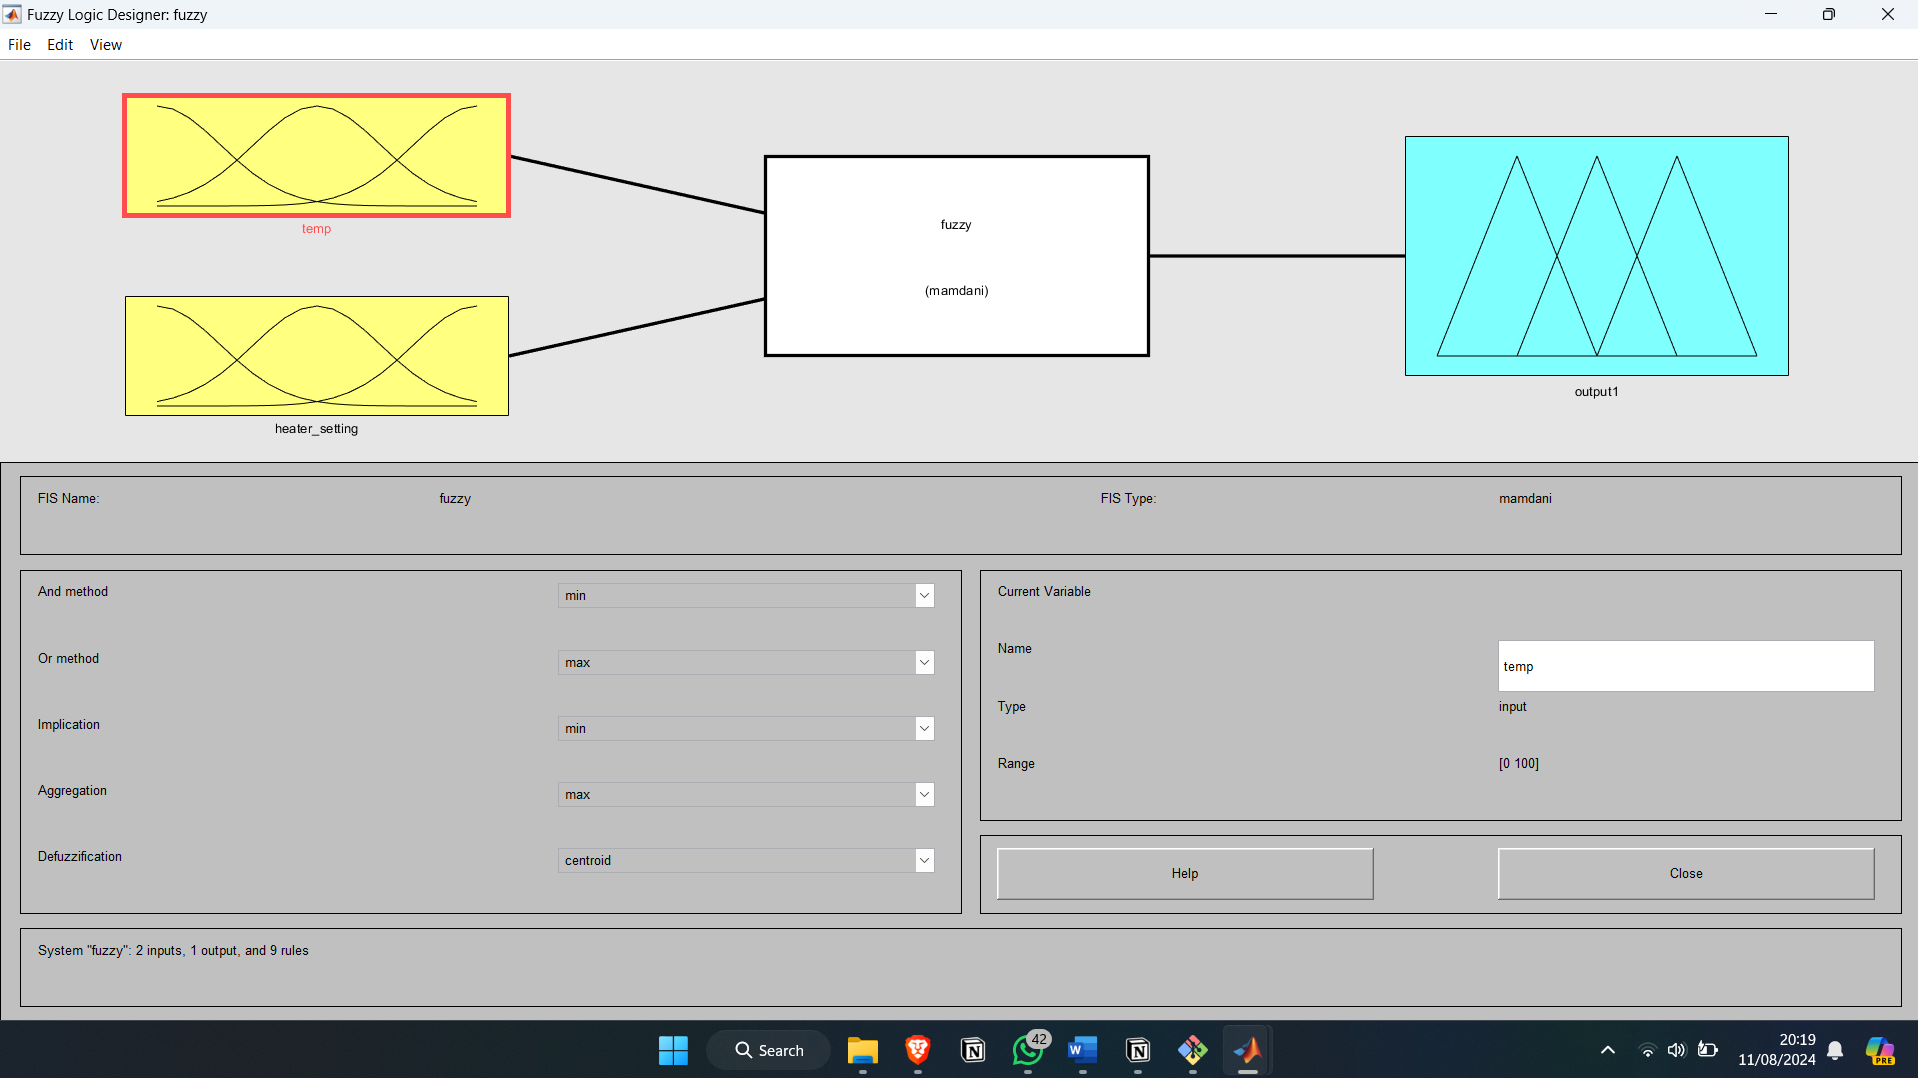 Fuzzy Logic Designer: fuzzy
File Edit View
temp
heater_setting
fuzzy
(mamdani)
output1
FIS Name: fuzzy FIS Type: mamdani
And method min
Or method max
Implication min
Aggregation max
Defuzzification centroid
Current Variable
Name temp
Type input
Range [0 100]
Help Close
System "fuzzy": 2 inputs, 1 output, and 9 rules
Search
42
W
20:19
11/08/2024
PRE